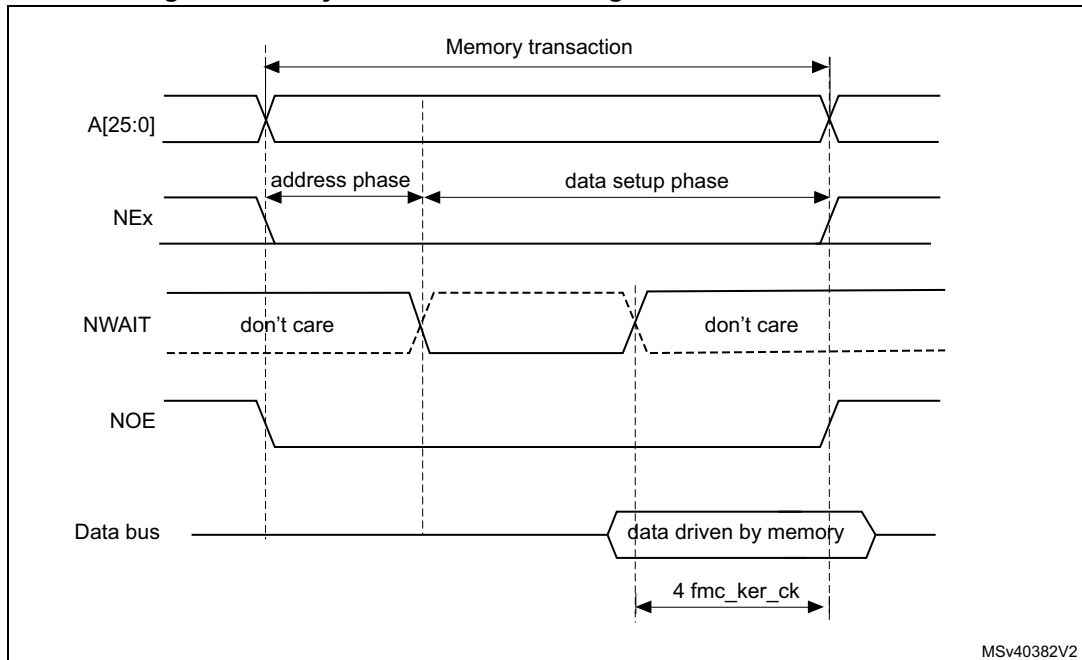 Memory transaction
A[25:0]
address phase
data setup phase
NEx
NWAIT
don't care
don't care
NOE
Data bus
data driven by memory
4 fmc_ker_ck
MSv40382V2